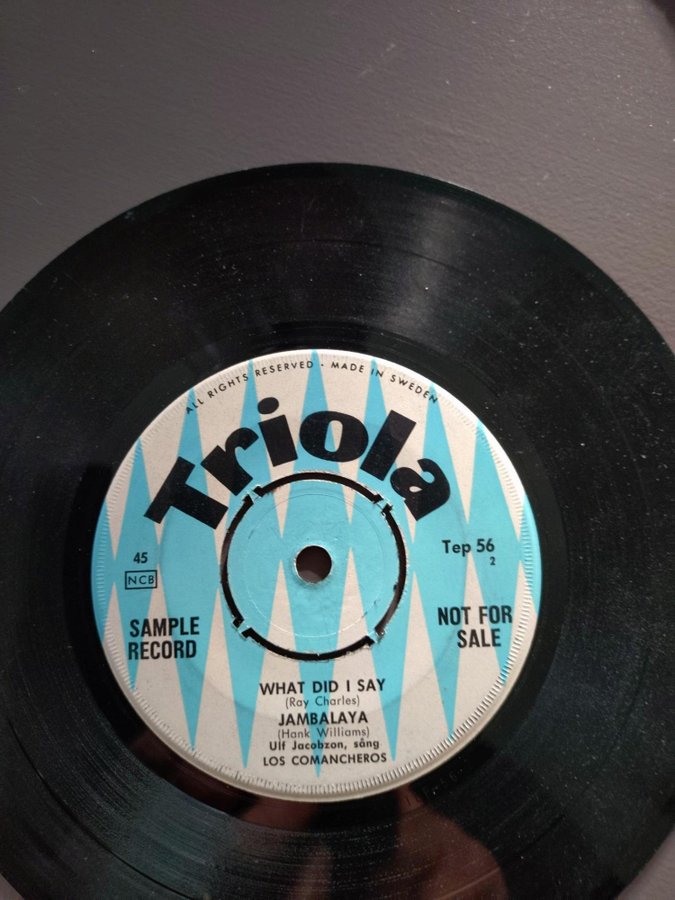 ALL RIGHTS RESERVED - MADE IN SWEDEN
Triola
45
NCB
Tep 56
2
SAMPLE
RECORD
NOT FOR
SALE
WHAT DID I SAY
(Ray Charles)
JAMBALAYA
(Hank Williams)
Ulf Jacobzon, sång
LOS COMANCHEROS